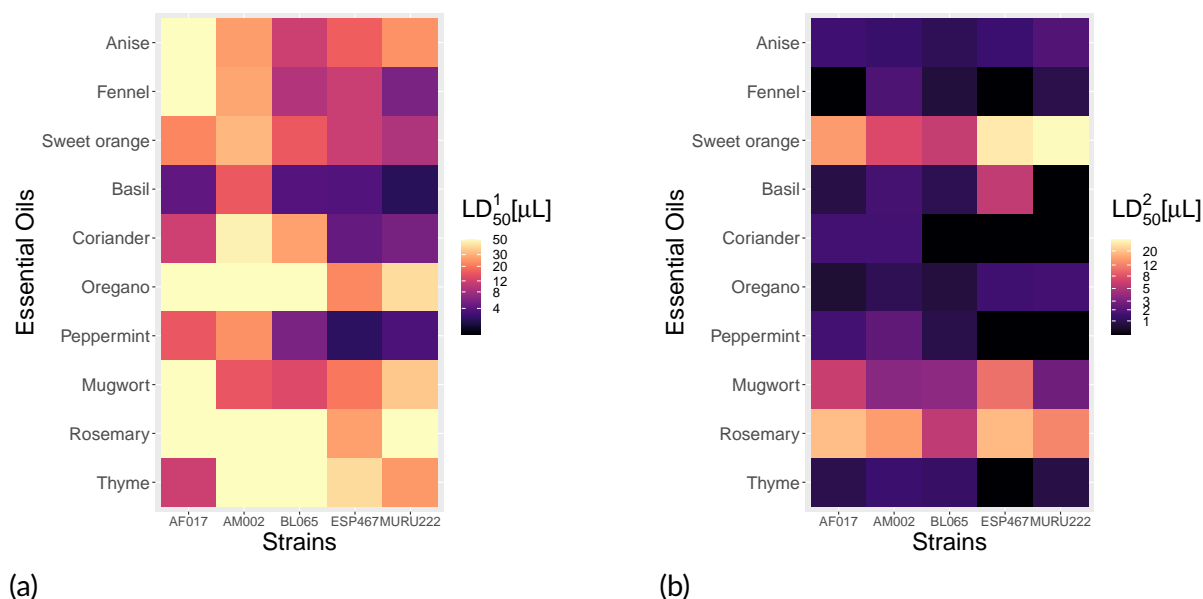 Essential Oils
Anise
Fennel
Sweet orange
Basil
Coriander
Oregano
Peppermint
Mugwort
Rosemary
Thyme
AF017 AM002 BL065 ESP467 MURU222
Strains
LD¹₅₀[μL]
50
30
20
12
8
4
(a)
Essential Oils
Anise
Fennel
Sweet orange
Basil
Coriander
Oregano
Peppermint
Mugwort
Rosemary
Thyme
AF017 AM002 BL065 ESP467 MURU222
Strains
LD²₅₀[μL]
20
12
8
5
3
2
1
(b)